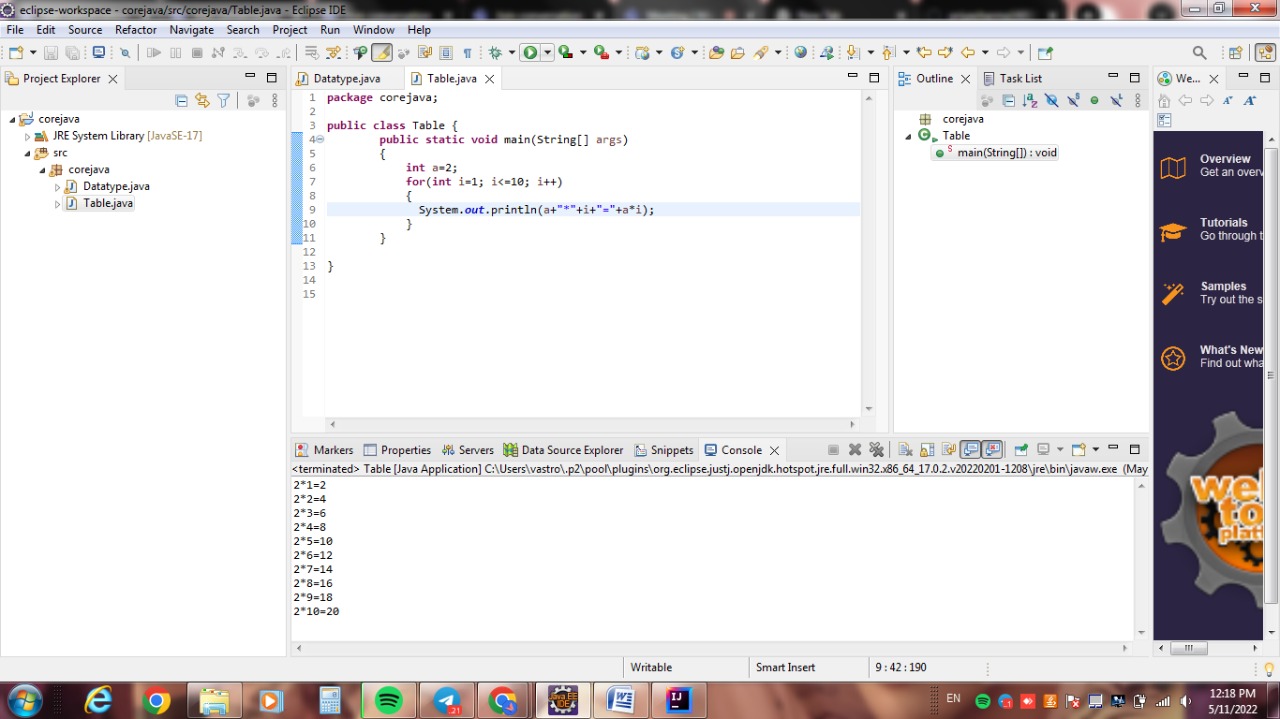 eclipse-workspace - corejava/src/corejava/Table.java - Eclipse IDE
File Edit Source Refactor Navigate Search Project Run Window Help
Project Explorer
corejava
JRE System Library [JavaSE-17]
src
corejava
Datatype.java
Table.java
Datatype.java Table.java
1 package corejava;
2
3 public class Table {
4 public static void main(String[] args)
5 {
6 int a=2;
7 for(int i=1; i<=10; i++)
8 {
9 System.out.println(a+"*"+i+"="+a*i);
10 }
11 }
12
13 }
14
15
Outline Task List
corejava
Table
main(String[]) : void
We...
Overview
Get an overv
Tutorials
Go through t
Samples
Try out the s
What's New
Find out wha
Markers Properties Servers Data Source Explorer Snippets Console
<terminated> Table [Java Application] C:\Users\vastro\.p2\pool\plugins\org.eclipse.justj.openjdk.hotspot.jre.full.win32.x86_64_17.0.2.v20220201-1208\jre\bin\javaw.exe (May
2*1=2
2*2=4
2*3=6
2*4=8
2*5=10
2*6=12
2*7=14
2*8=16
2*9=18
2*10=20
Writable Smart Insert 9 : 42 : 190
21
JAVA EE
IDE
IJ
EN
12:18 PM
5/11/2022